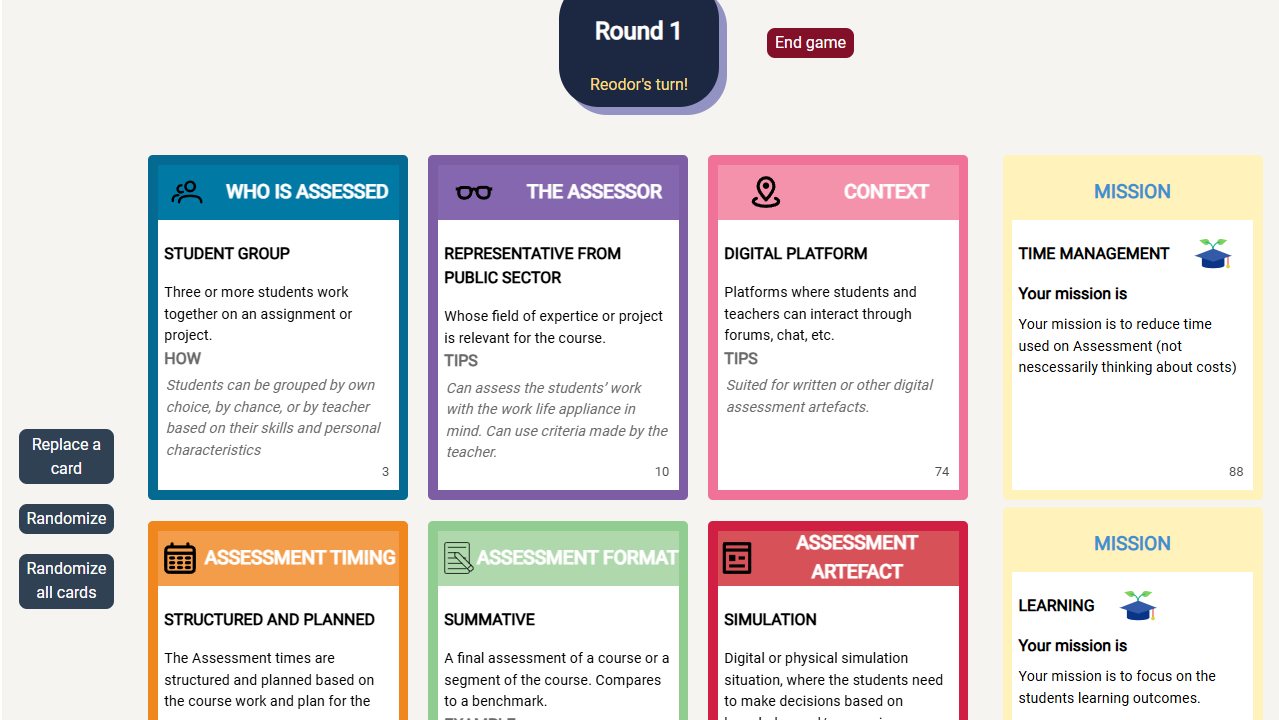 Round 1
Reodor's turn!
End game
WHO IS ASSESSED
STUDENT GROUP
Three or more students work
together on an assignment or
project.
HOW
Students can be grouped by own
choice, by chance, or by teacher
based on their skills and personal
characteristics
3
THE ASSESSOR
REPRESENTATIVE FROM
PUBLIC SECTOR
Whose field of expertice or project
is relevant for the course.
TIPS
Can assess the students’ work
with the work life appliance in
mind. Can use criteria made by the
teacher.
10
CONTEXT
DIGITAL PLATFORM
Platforms where students and
teachers can interact through
forums, chat, etc.
TIPS
Suited for written or other digital
assessment artefacts.
74
MISSION
TIME MANAGEMENT
Your mission is
Your mission is to reduce time
used on Assessment (not
nescessarily thinking about costs)
88
Replace a
card
Randomize
Randomize
all cards
ASSESSMENT TIMING
STRUCTURED AND PLANNED
The Assessment times are
structured and planned based on
the course work and plan for the
ASSESSMENT FORMAT
SUMMATIVE
A final assessment of a course or a
segment of the course. Compares
to a benchmark.
EXAMPLE
ASSESSMENT
ARTEFACT
SIMULATION
Digital or physical simulation
situation, where the students need
to make decisions based on
MISSION
LEARNING
Your mission is
Your mission is to focus on the
students learning outcomes.